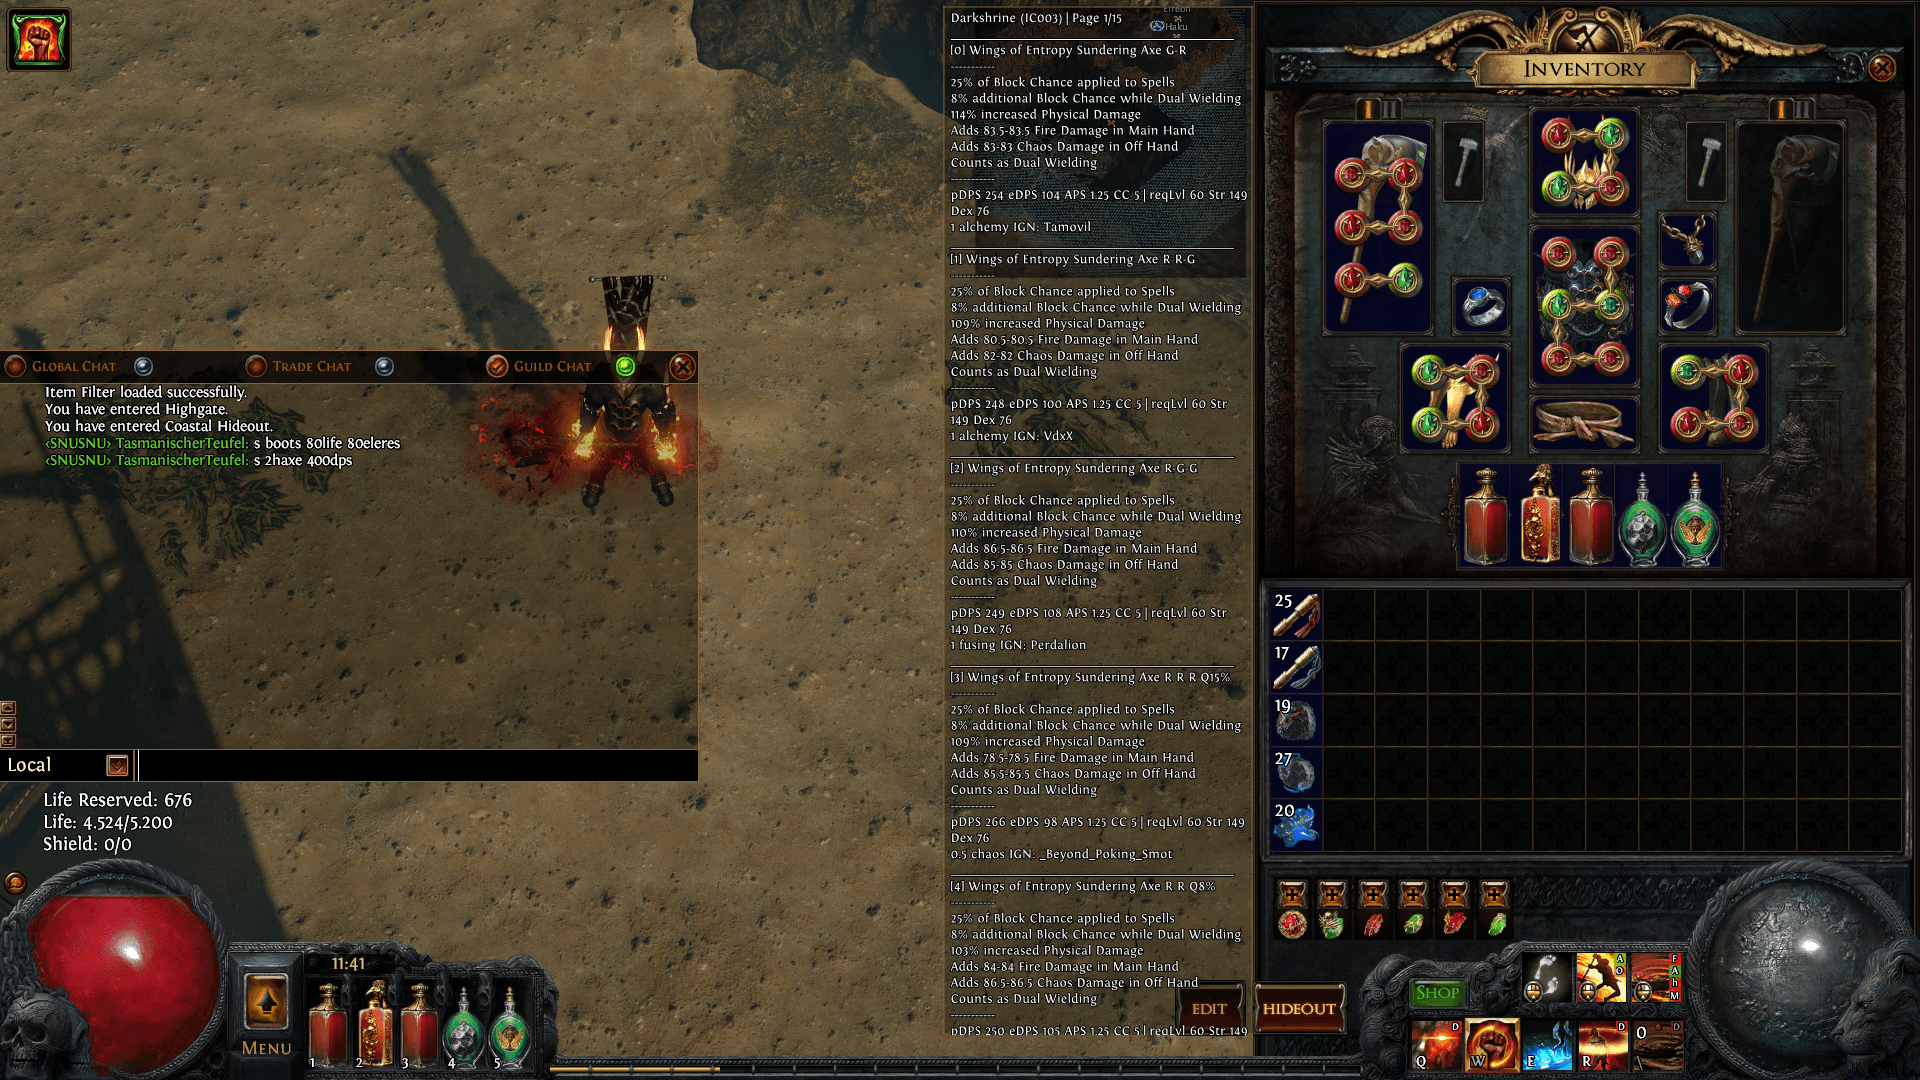 GLOBAL CHAT
TRADE CHAT
GUILD CHAT
Item Filter loaded successfully.
You have entered Highgate.
You have entered Coastal Hideout.
<SNUSNU> TasmanischerTeufel: s boots 80life 80eleres
<SNUSNU> TasmanischerTeufel: s 2haxe 400dps
Local
Life Reserved: 676
Life: 4.524/5.200
Shield: 0/0
11:41
MENU
1 2 3 4 5
Darkshrine (IC003) | Page 1/15
Haku
[0] Wings of Entropy Sundering Axe G-R
-----------
25% of Block Chance applied to Spells
8% additional Block Chance while Dual Wielding
114% increased Physical Damage
Adds 83.5-83.5 Fire Damage in Main Hand
Adds 83-83 Chaos Damage in Off Hand
Counts as Dual Wielding
-----------
pDPS 254 eDPS 104 APS 1.25 CC 5 | reqLvl 60 Str 149
Dex 76
1 alchemy IGN: Tamovil
[1] Wings of Entropy Sundering Axe R R-G
-----------
25% of Block Chance applied to Spells
8% additional Block Chance while Dual Wielding
109% increased Physical Damage
Adds 80.5-80.5 Fire Damage in Main Hand
Adds 82-82 Chaos Damage in Off Hand
Counts as Dual Wielding
-----------
pDPS 248 eDPS 100 APS 1.25 CC 5 | reqLvl 60 Str
149 Dex 76
1 alchemy IGN: VdxX
[2] Wings of Entropy Sundering Axe R-G-G
-----------
25% of Block Chance applied to Spells
8% additional Block Chance while Dual Wielding
110% increased Physical Damage
Adds 86.5-86.5 Fire Damage in Main Hand
Adds 85-85 Chaos Damage in Off Hand
Counts as Dual Wielding
-----------
pDPS 249 eDPS 108 APS 1.25 CC 5 | reqLvl 60 Str
149 Dex 76
1 fusing IGN: Perdalion
[3] Wings of Entropy Sundering Axe R R R Q15%
-----------
25% of Block Chance applied to Spells
8% additional Block Chance while Dual Wielding
109% increased Physical Damage
Adds 78.5-78.5 Fire Damage in Main Hand
Adds 85.5-85.5 Chaos Damage in Off Hand
Counts as Dual Wielding
-----------
pDPS 266 eDPS 98 APS 1.25 CC 5 | reqLvl 60 Str 149
Dex 76
0.5 chaos IGN: _Beyond_Poking_Smot
[4] Wings of Entropy Sundering Axe R R Q8%
-----------
25% of Block Chance applied to Spells
8% additional Block Chance while Dual Wielding
103% increased Physical Damage
Adds 84-84 Fire Damage in Main Hand
Adds 86.5-86.5 Chaos Damage in Off Hand
Counts as Dual Wielding
-----------
pDPS 250 eDPS 105 APS 1.25 CC 5 | reqLvl 60 Str 149
EDIT
HIDEOUT
INVENTORY
I II
I II
25
17
19
27
20
SHOP
A O
F A h M
Q D
W
E
R D
O D